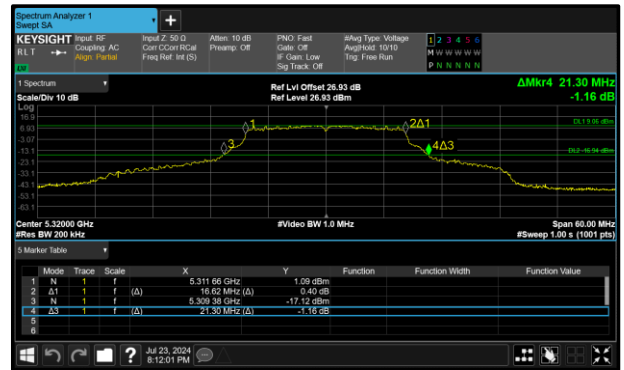 Spectrum Analyzer 1
Swept SA
+
KEYSIGHT Input: RF Input Z: 50 Ω Atten: 10 dB PNO: Fast #Avg Type: Voltage 1 2 3 4 5 6
RLT Coupling: AC Corr CCorr RCal Preamp: Off Gate: Off Avg|Hold: 10/10 M W W W W W
Align: Partial Freq Ref: Int (S) IF Gain: Low Trig: Free Run P N N N N N
LW Sig Track: Off
1 Spectrum Ref Lvl Offset 26.93 dB ΔMkr4 21.30 MHz
Scale/Div 10 dB Ref Level 26.93 dBm -1.16 dB
Log
16.9
6.93 1 2Δ1 DL1 9.06 dBm
-3.07
-13.1 3 4Δ3 DL2 -16.94 dBm
-23.1
-33.1
-43.1
-53.1
-63.1
Center 5.32000 GHz #Video BW 1.0 MHz Span 60.00 MHz
#Res BW 200 kHz #Sweep 1.00 s (1001 pts)
5 Marker Table
Mode Trace Scale X Y Function Function Width Function Value
1 N 1 f 5.311 66 GHz 1.09 dBm
2 Δ1 1 f (Δ) 16.62 MHz (Δ) 0.40 dB
3 N 1 f 5.309 38 GHz -17.12 dBm
4 Δ3 1 f (Δ) 21.30 MHz (Δ) -1.16 dB
5
6
? Jul 23, 2024
8:12:01 PM